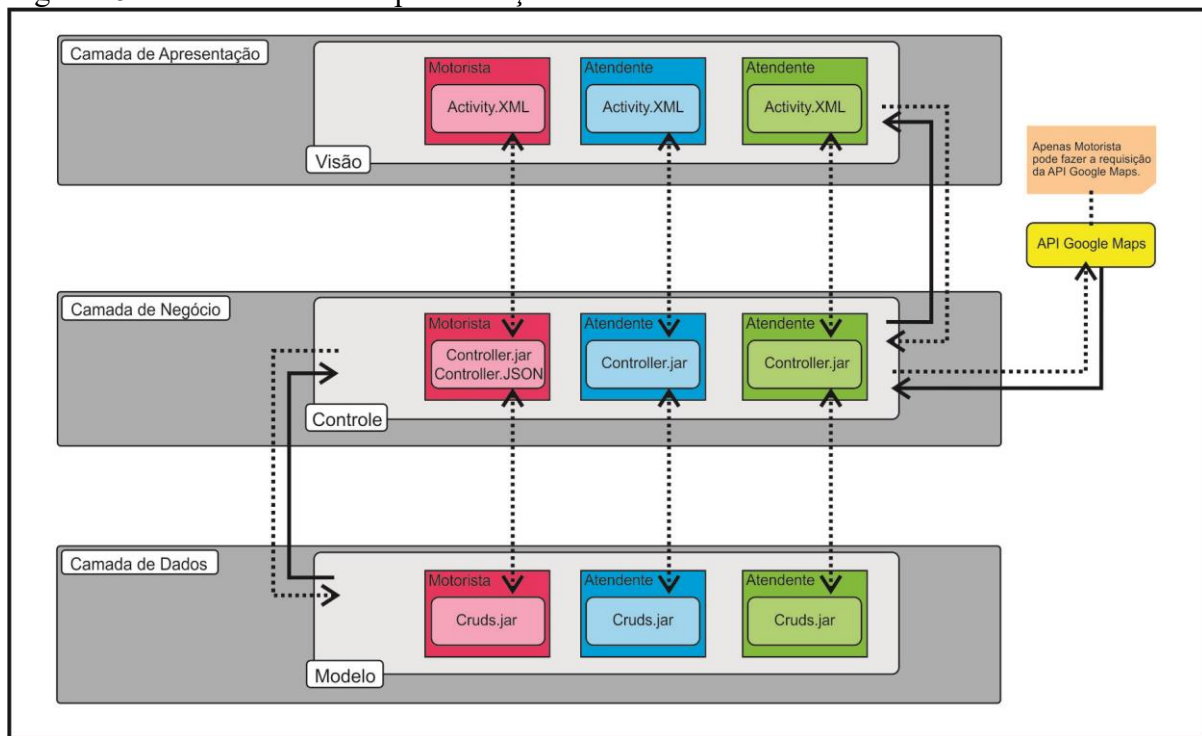 Camada de Apresentação
Motorista
Activity.XML
Atendente
Activity.XML
Atendente
Activity.XML
Visão
Apenas Motorista
pode fazer a requisição
da API Google Maps.
API Google Maps
Camada de Negócio
Motorista
Controller.jar
Controller.JSON
Atendente
Controller.jar
Atendente
Controller.jar
Controle
Camada de Dados
Motorista
Cruds.jar
Atendente
Cruds.jar
Atendente
Cruds.jar
Modelo